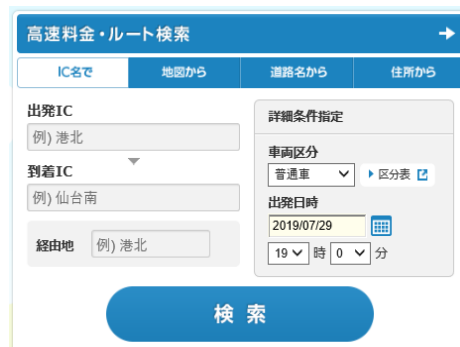 高速料金・ルート検索
IC名で 地図から 道路名から 住所から
出発IC
例) 港北
到着IC
例) 仙台南
経由地 例) 港北
詳細条件指定
車両区分
普通車 区分表
出発日時
2019/07/29
19 時 0 分
検索